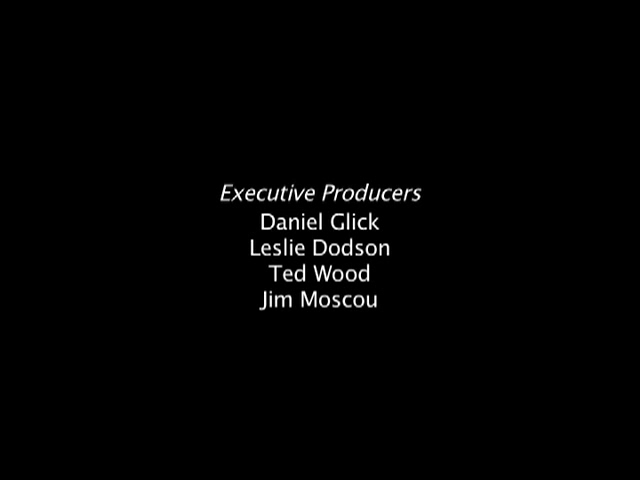 Executive Producers
Daniel Glick
Leslie Dodson
Ted Wood
Jim Moscou